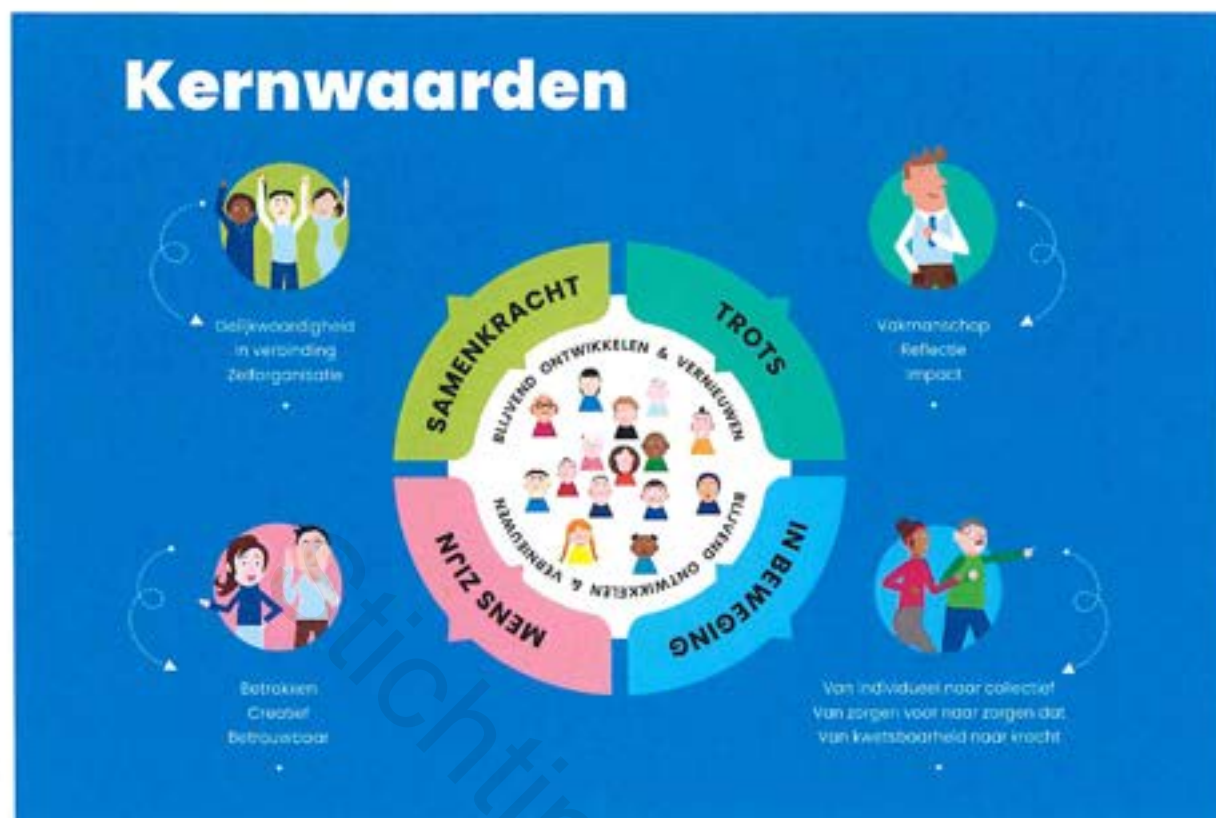 Kernwaarden
Gelijkwaardigheid
in verbinding
Zelforganisatie
Vakmanschap
Reflectie
Impact
SAMENKRACHT
TROTS
BLIJVEND ONTWIKKELEN & VERNIEUWEN
BLIJVEND ONTWIKKELEN & VERNIEUWEN
MENS ZIJN
IN BEWEGING
Betrokken
Creatief
Betrouwbaar
Van individueel naar collectief
Van zorgen voor naar zorgen dat
Van kwetsbaarheid naar kracht